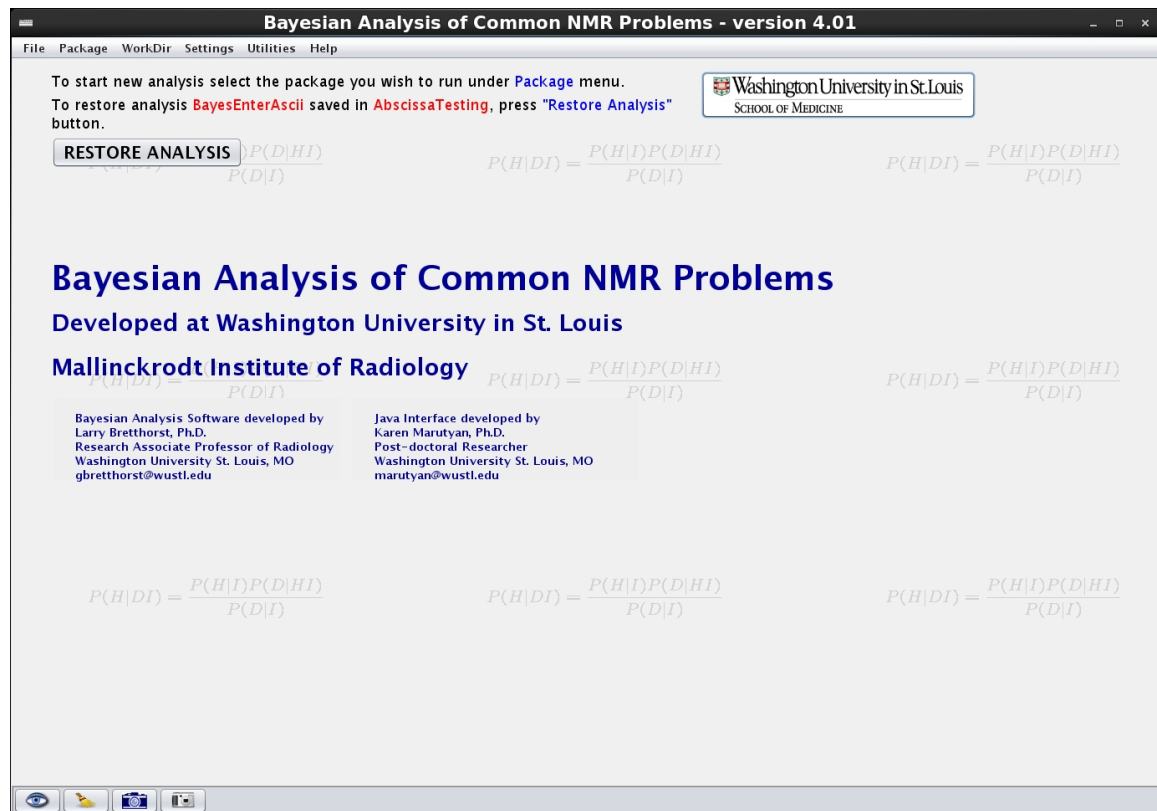 Bayesian Analysis of Common NMR Problems - version 4.01
File Package WorkDir Settings Utilities Help
To start new analysis select the package you wish to run under Package menu.
To restore analysis BayesEnterAscii saved in AbscissaTesting, press "Restore Analysis"
button.
Washington University in St. Louis
SCHOOL OF MEDICINE
RESTORE ANALYSIS
P(D|HI)
P(D|I)
P(H|DI) = P(H|I)P(D|HI)
P(D|I)
P(H|DI) = P(H|I)P(D|HI)
P(D|I)
Bayesian Analysis of Common NMR Problems
Developed at Washington University in St. Louis
Mallinckrodt Institute of Radiology
P(H|DI) =
P(D|I)
P(H|DI) = P(H|I)P(D|HI)
P(D|I)
P(H|DI) = P(H|I)P(D|HI)
P(D|I)
Bayesian Analysis Software developed by
Larry Bretthorst, Ph.D.
Research Associate Professor of Radiology
Washington University St. Louis, MO
gbretthorst@wustl.edu
Java Interface developed by
Karen Marutyan, Ph.D.
Post-doctoral Researcher
Washington University St. Louis, MO
marutyan@wustl.edu
P(H|DI) = P(H|I)P(D|HI)
P(D|I)
P(H|DI) = P(H|I)P(D|HI)
P(D|I)
P(H|DI) = P(H|I)P(D|HI)
P(D|I)